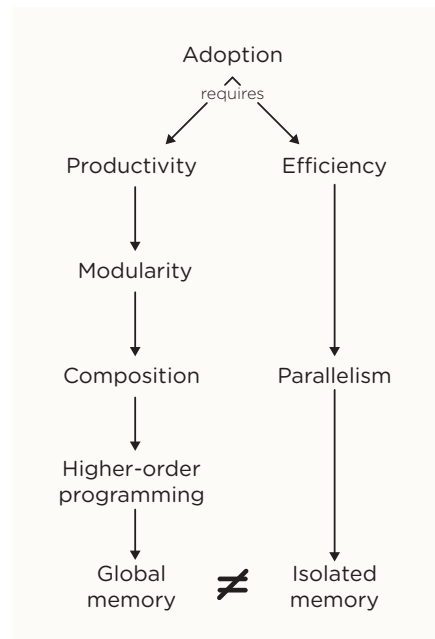 Adoption
requires
Productivity
Efficiency
Modularity
Composition
Parallelism
Higher-order
programming
Global
memory
≠
Isolated
memory